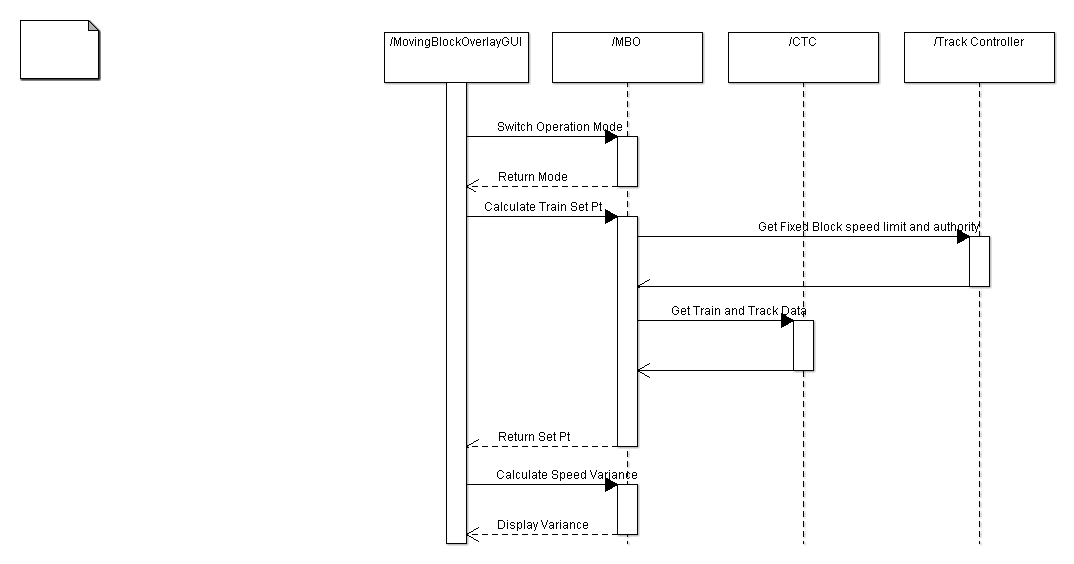 /MovingBlockOverlayGUI
/MBO
/CTC
/Track Controller
Switch Operation Mode
Return Mode
Calculate Train Set Pt
Get Fixed Block speed limit and authority
Get Train and Track Data
Return Set Pt
Calculate Speed Variance
Display Variance